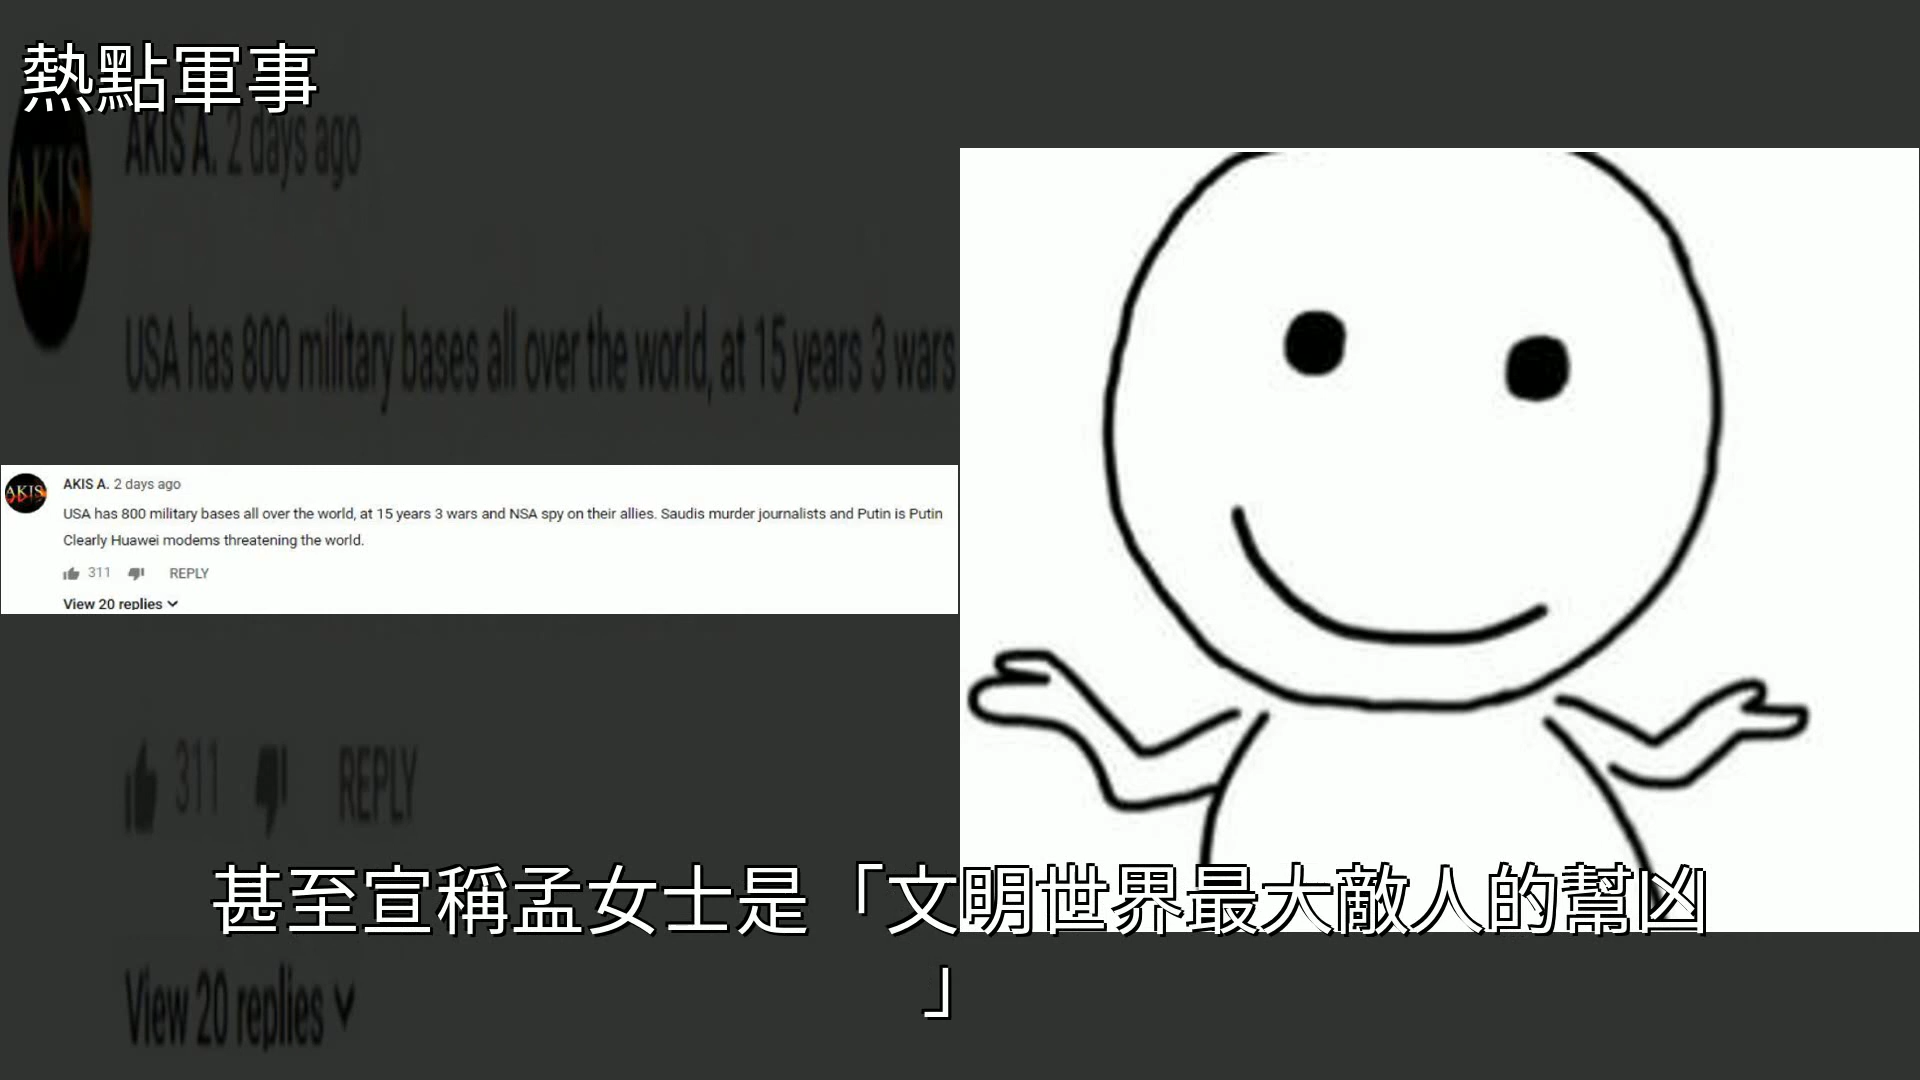 熱點軍事
AKIS A. 2 days ago
USA has 800 military bases all over the world, at 15 years 3 wars
AKIS
AKIS A. 2 days ago
USA has 800 military bases all over the world, at 15 years 3 wars and NSA spy on their allies. Saudis murder journalists and Putin is Putin
Clearly Huawei modems threatening the world.
311 REPLY
View 20 replies
311 REPLY
甚至宣稱孟女士是「文明世界最大敵人的幫凶
」
View 20 replies
AKIS